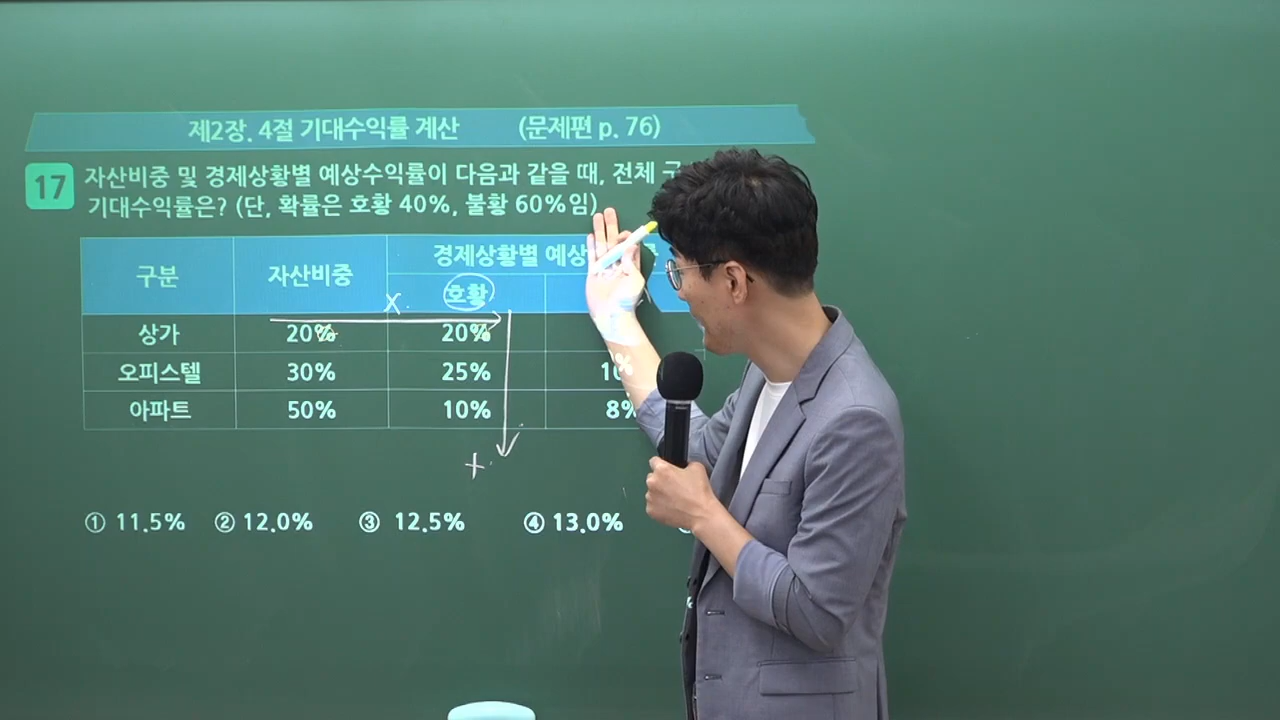 제2장. 4절 기대수익률 계산 (문제편 p. 76)
17 자산비중 및 경제상황별 예상수익률이 다음과 같을 때, 전체
기대수익률은? (단, 확률은 호황 40%, 불황 60%임)
구분 자산비중 경제상황별
호황
X
상가 20% 20%
오피스텔 30% 25%
아파트 50% 10% 8%
+
① 11.5% ② 12.0% ③ 12.5% ④ 13.0%